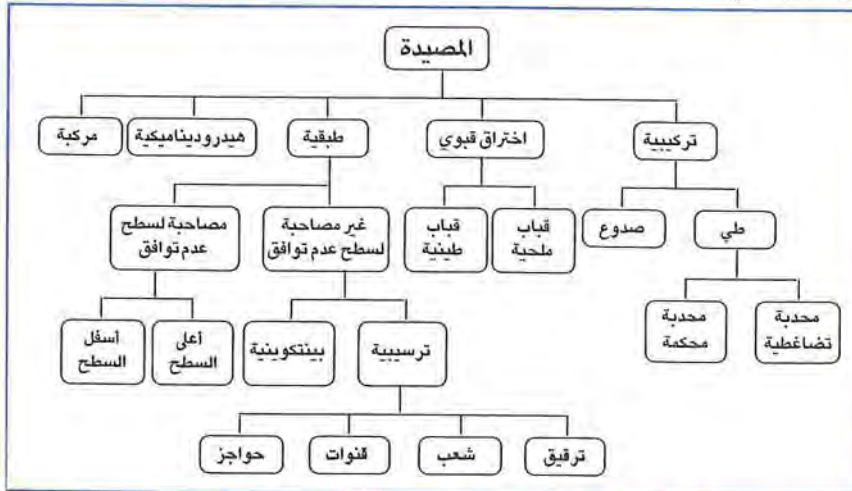 المصيدة
تركيبية
اختراق قبوي
طبقية
هيدروديناميكية
مركبة
طي
صدوع
قباب
ملحية
قباب
طينية
غير مصاحبة
لسطح عدم توافق
مصاحبة لسطح
عدم توافق
محدبة
تضاغطية
محدبة
محكمة
ترسيبية
بينتكوينية
أعلى
السطح
أسفل
السطح
ترقيق
شعب
قنوات
حواجز